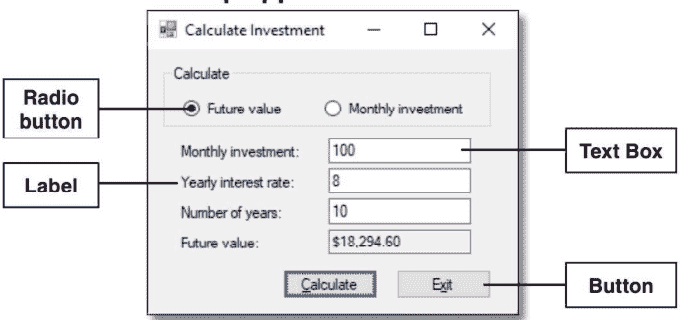 Calculate Investment
Calculate
Radio
button
Future value
Monthly investment
Monthly investment:
100
Text Box
Label
Yearly interest rate:
8
Number of years:
10
Future value:
$18,294.60
Calculate
Exit
Button